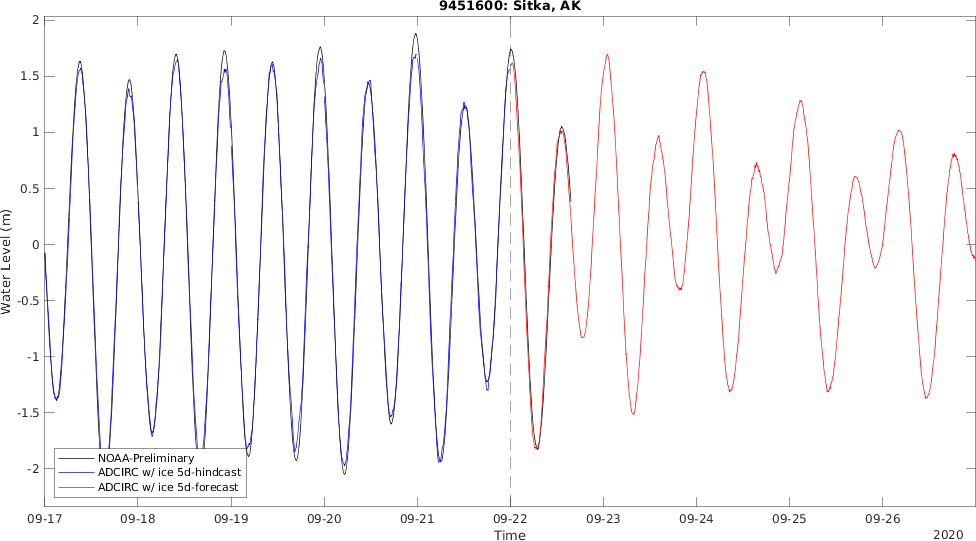 9451600: Sitka, AK
2
1.5
1
0.5
0
-0.5
-1
-1.5
-2
Water Level (m)
NOAA-Preliminary
ADCIRC w/ ice 5d-hindcast
ADCIRC w/ ice 5d-forecast
09-17 09-18 09-19 09-20 09-21 09-22 09-23 09-24 09-25 09-26
Time
2020